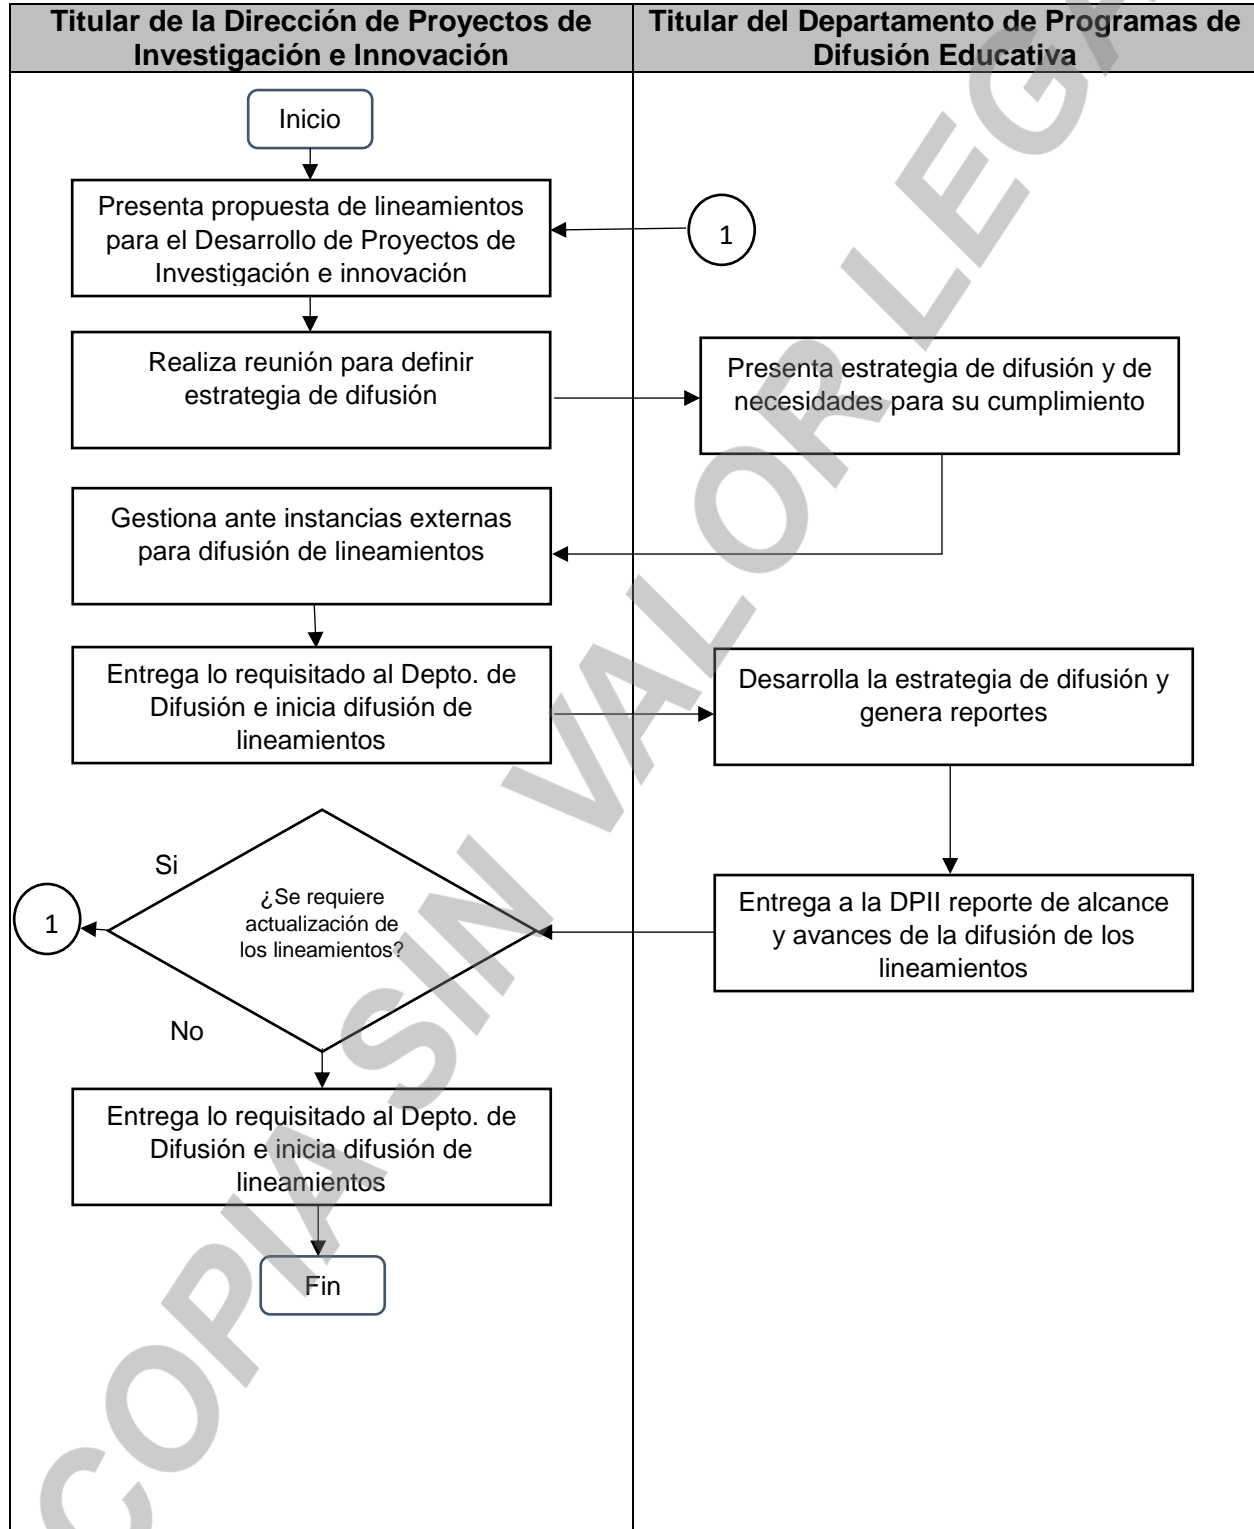 Titular de la Dirección de Proyectos de
Investigación e Innovación
Titular del Departamento de Programas de
Difusión Educativa
Inicio
Presenta propuesta de lineamientos
para el Desarrollo de Proyectos de
Investigación e innovación
1
Realiza reunión para definir
estrategia de difusión
Presenta estrategia de difusión y de
necesidades para su cumplimiento
Gestiona ante instancias externas
para difusión de lineamientos
Entrega lo requisitado al Depto. de
Difusión e inicia difusión de
lineamientos
Desarrolla la estrategia de difusión y
genera reportes
Si
¿Se requiere
actualización de
los lineamientos?
1
Entrega a la DPII reporte de alcance
y avances de la difusión de los
lineamientos
No
Entrega lo requisitado al Depto. de
Difusión e inicia difusión de
lineamientos
Fin
COPIA SIN VALOR LEGA